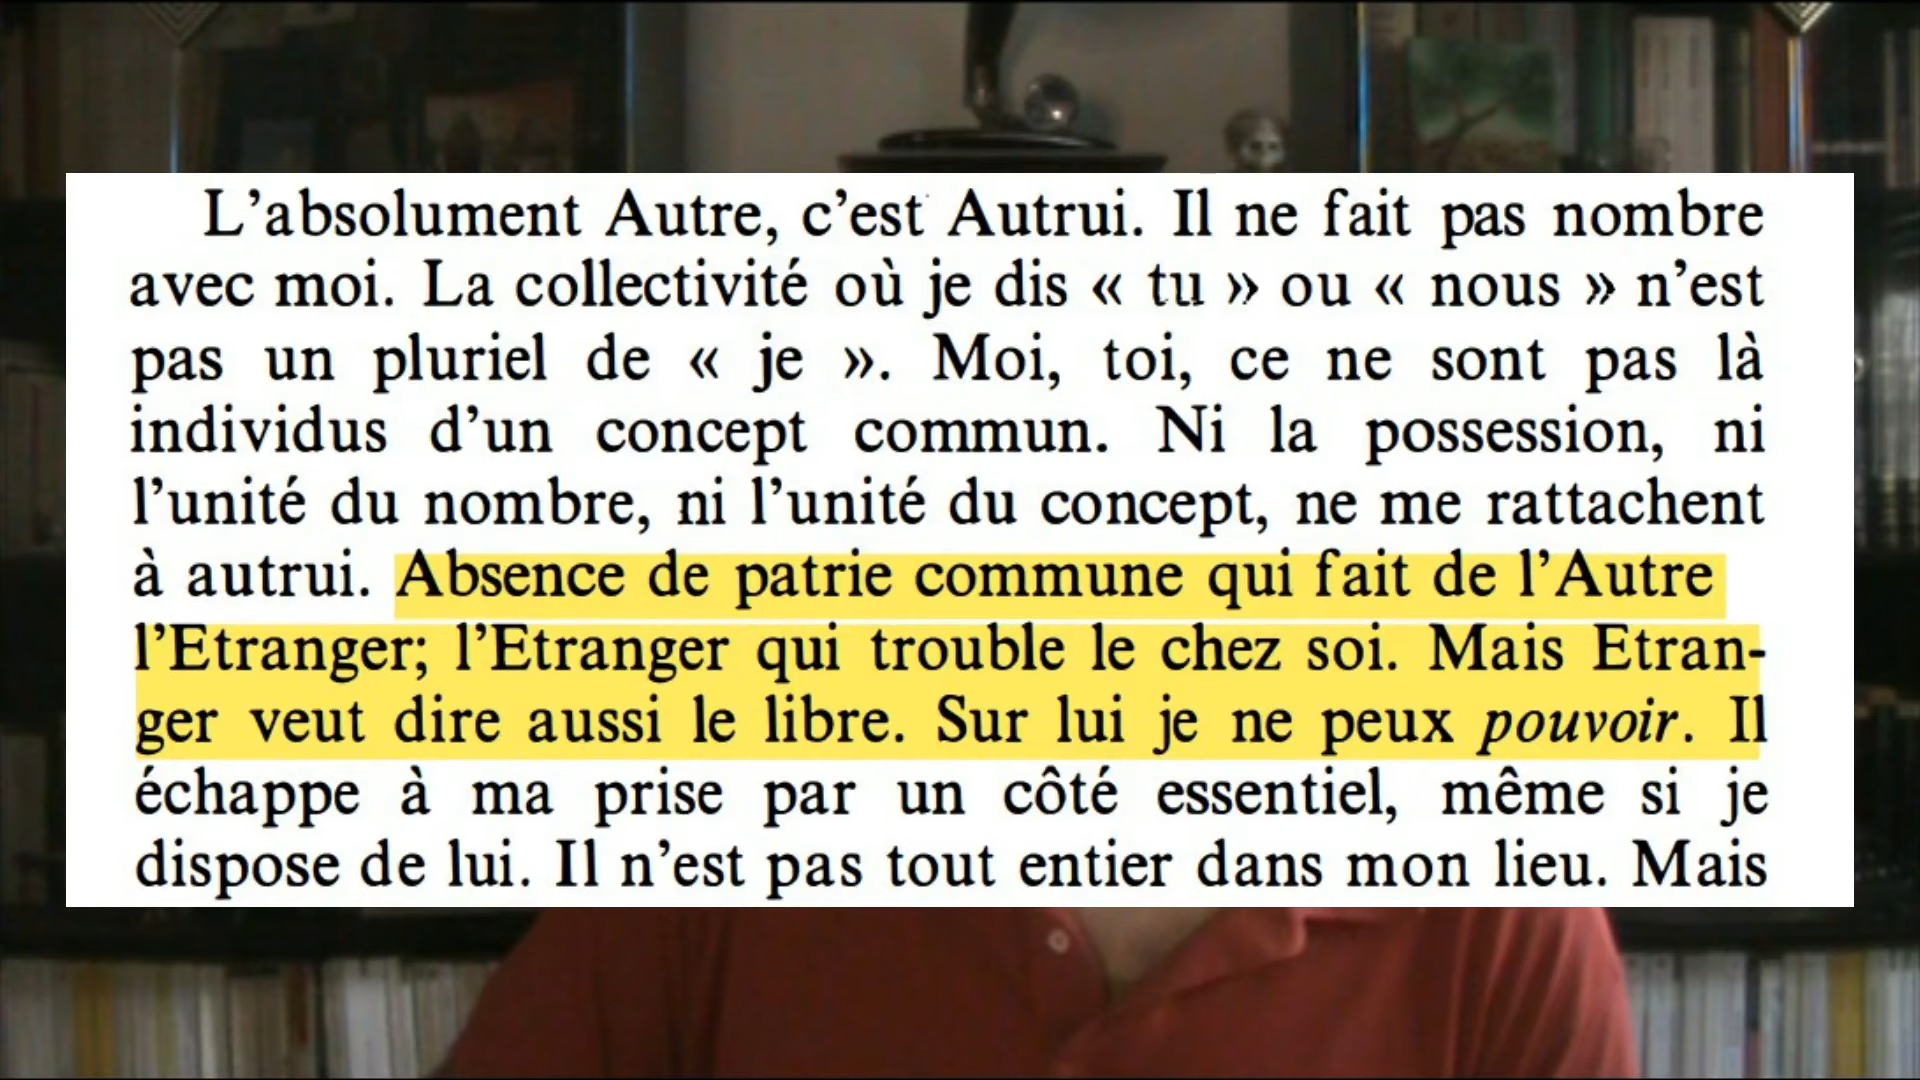 L’absolument Autre, c’est Autrui. Il ne fait pas nombre
avec moi. La collectivité où je dis « tu » ou « nous » n’est
pas un pluriel de « je ». Moi, toi, ce ne sont pas là
individus d’un concept commun. Ni la possession, ni
l’unité du nombre, ni l’unité du concept, ne me rattachent
à autrui. Absence de patrie commune qui fait de l’Autre
l’Etranger; l’Etranger qui trouble le chez soi. Mais Etran-
ger veut dire aussi le libre. Sur lui je ne peux pouvoir. Il
échappe à ma prise par un côté essentiel, même si je
dispose de lui. Il n’est pas tout entier dans mon lieu. Mais